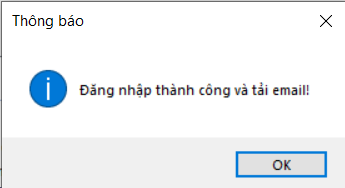 Thông báo
Đăng nhập thành công và tải email!
OK